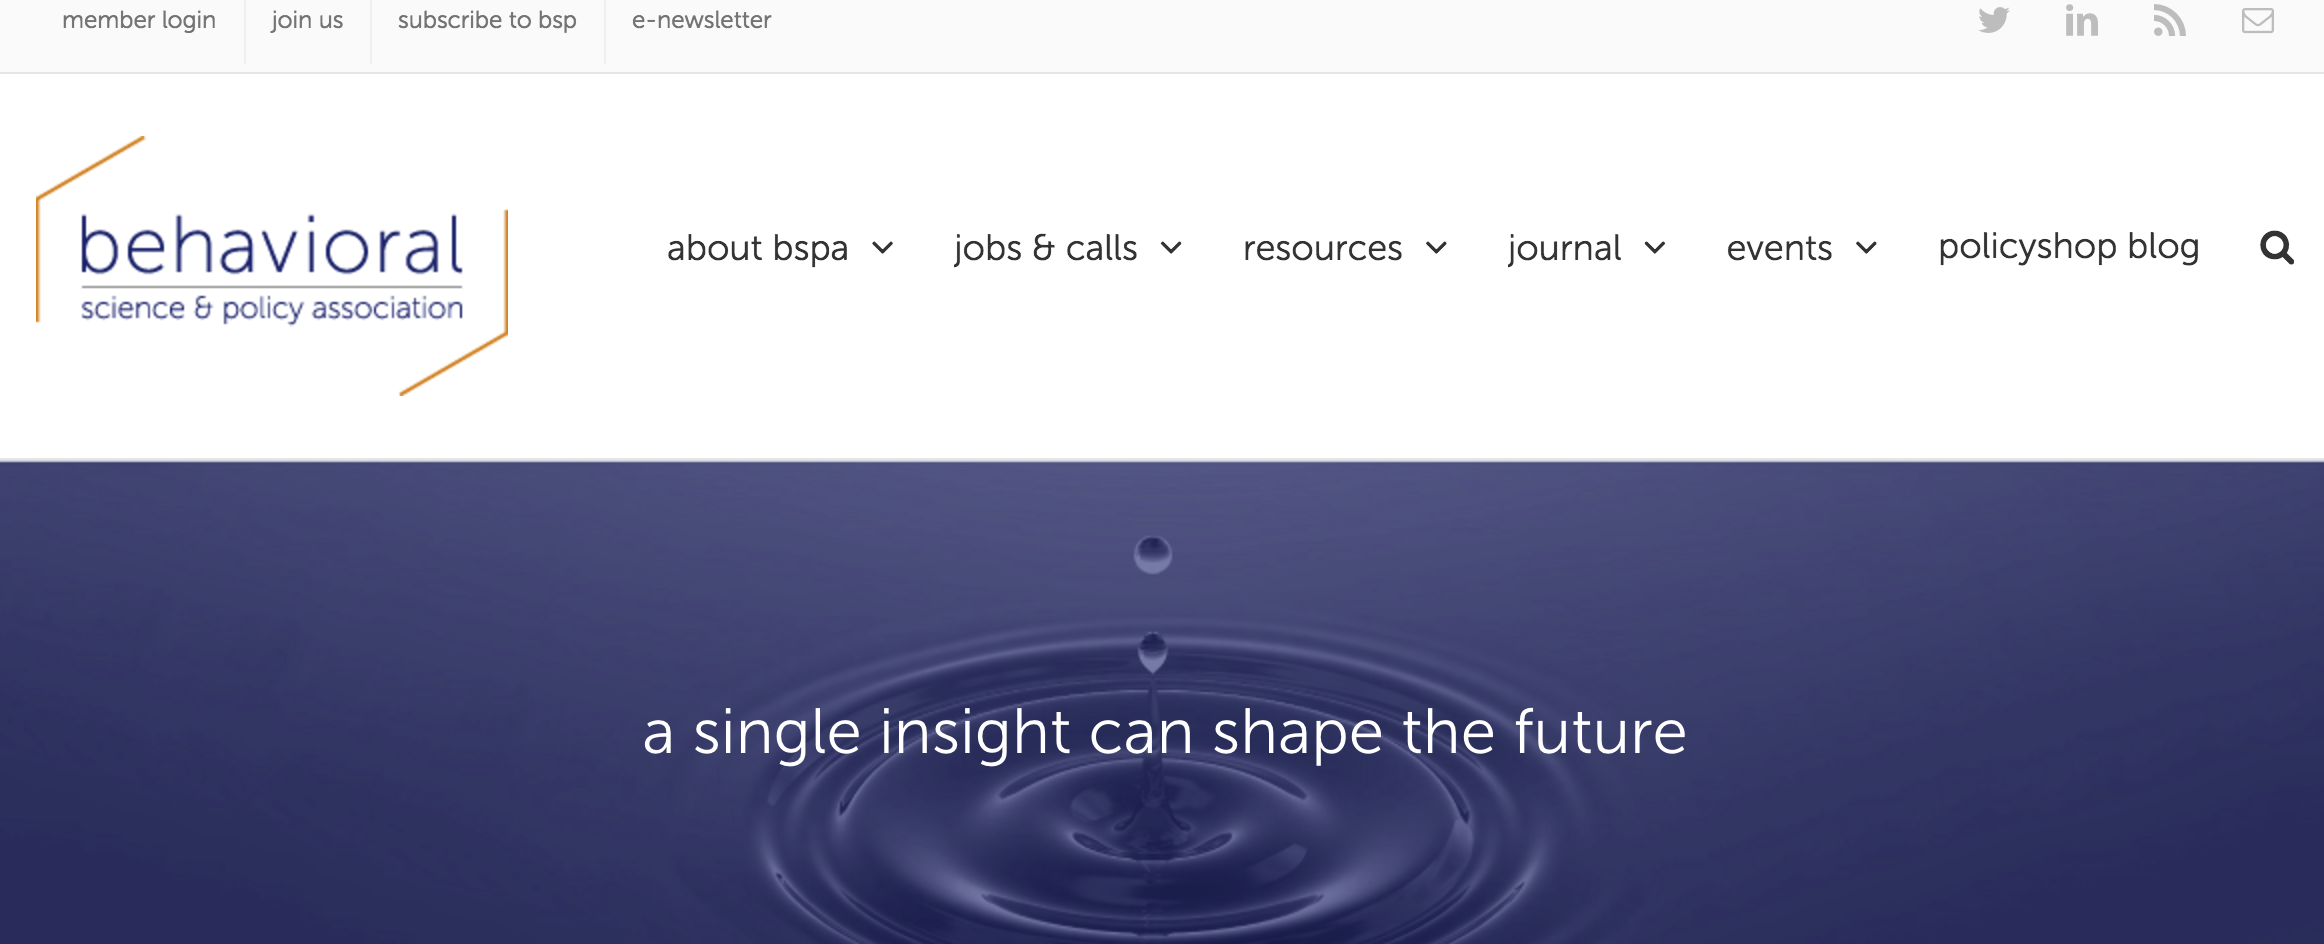 member login
join us
subscribe to bsp
e-newsletter
in
behavioral
science & policy association
about bspa
jobs & calls
resources
journal
events
policyshop blog
a single insight can shape the future